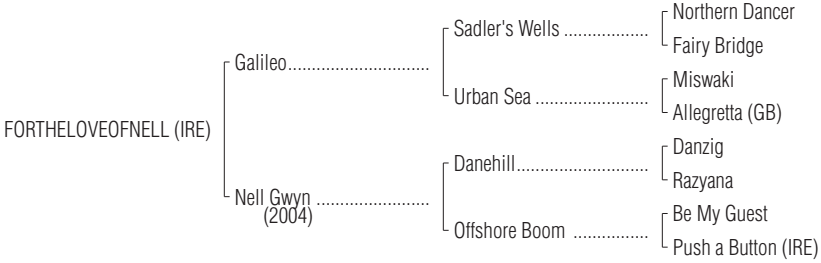 Northern Dancer
Sadler's Wells ..................
Fairy Bridge
Galileo..............................
Miswaki
Urban Sea ........................
Allegretta (GB)
FORTHELOVEOFNELL (IRE)
Danzig
Danehill............................
Razyana
Nell Gwyn ........................
(2004)
Be My Guest
Offshore Boom ................
Push a Button (IRE)